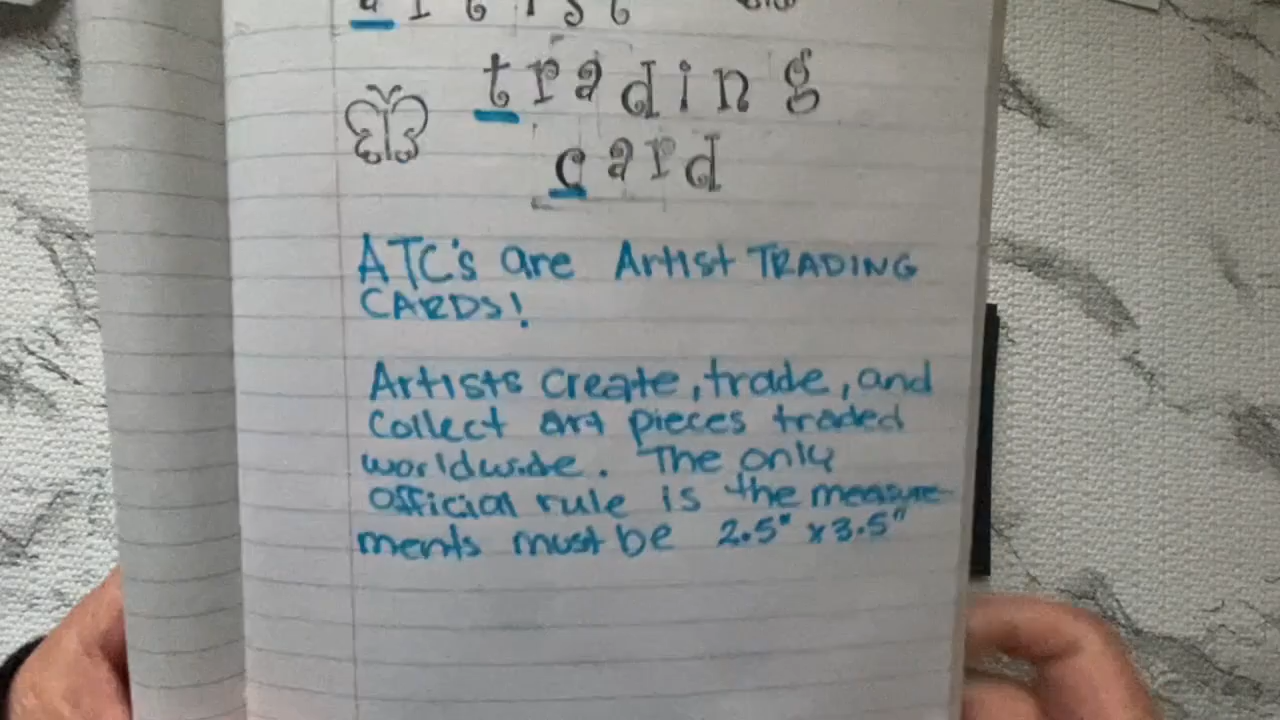 artist
trading
card
ATC's are Artist TRADING
CARDS!
Artists create, trade, and
collect art pieces traded
worldwide. The only
official rule is the measure-
ments must be 2.5" x 3.5"